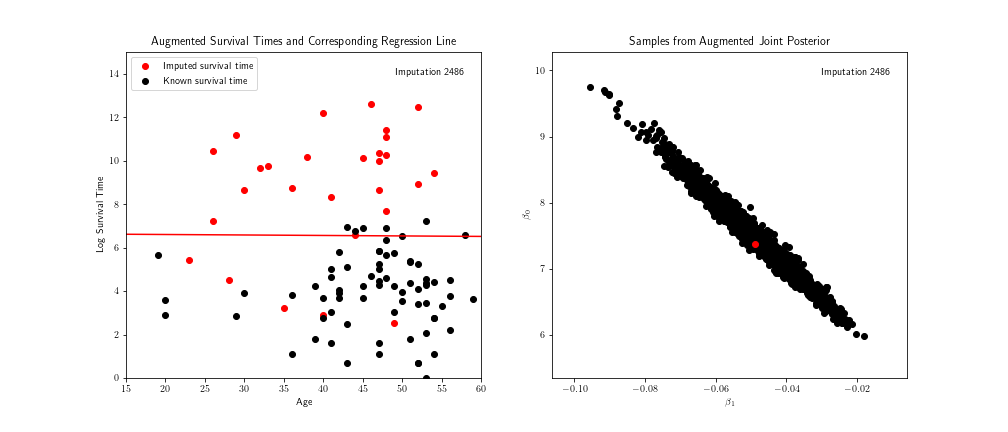 Augmented Survival Times and Corresponding Regression Line
Imputed survival time
Known survival time
Imputation 2486
Log Survival Time
14
12
10
8
6
4
2
0
15 20 25 30 35 40 45 50 55 60
Age
Samples from Augmented Joint Posterior
Imputation 2486
β₀
10
9
8
7
6
−0.10 −0.08 −0.06 −0.04 −0.02
β₁